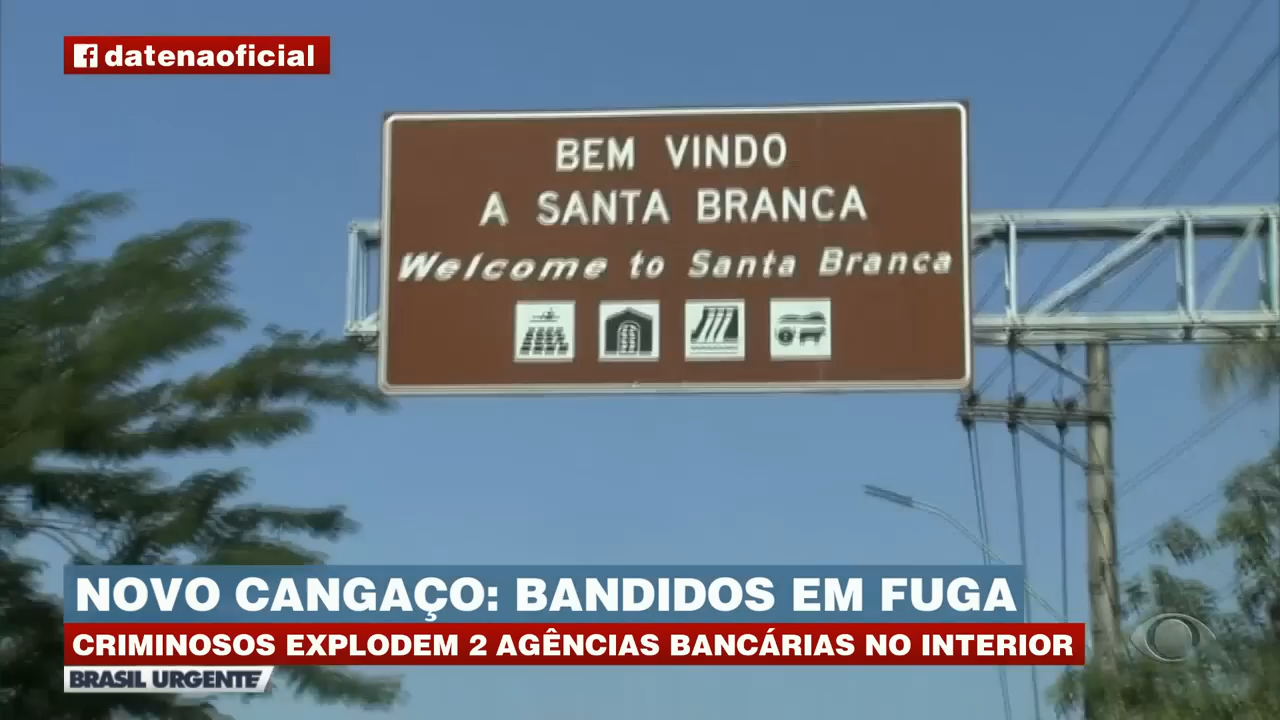 datenaoficial
BEM VINDO
A SANTA BRANCA
Welcome to Santa Branca
NOVO CANGAÇO: BANDIDOS EM FUGA
CRIMINOSOS EXPLODEM 2 AGÊNCIAS BANCÁRIAS NO INTERIOR
BRASIL URGENTE